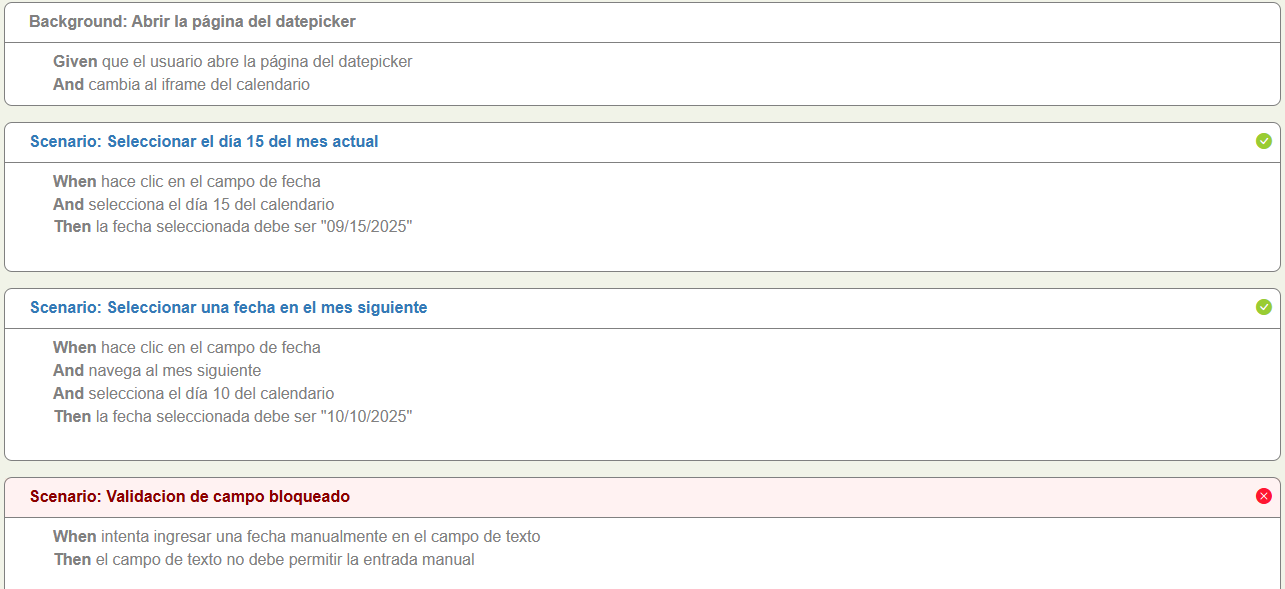 Background: Abrir la página del datepicker
Given que el usuario abre la página del datepicker
And cambia al iframe del calendario
Scenario: Seleccionar el día 15 del mes actual
When hace clic en el campo de fecha
And selecciona el día 15 del calendario
Then la fecha seleccionada debe ser "09/15/2025"
Scenario: Seleccionar una fecha en el mes siguiente
When hace clic en el campo de fecha
And navega al mes siguiente
And selecciona el día 10 del calendario
Then la fecha seleccionada debe ser "10/10/2025"
Scenario: Validacion de campo bloqueado
When intenta ingresar una fecha manualmente en el campo de texto
Then el campo de texto no debe permitir la entrada manual